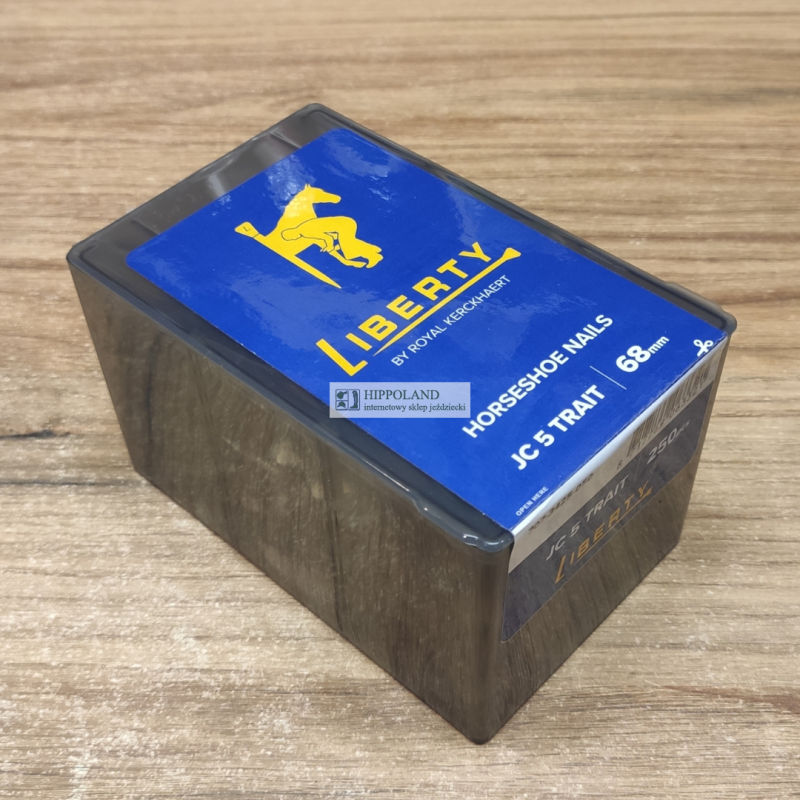 LIBERTY
BY ROYAL KERCKHAERT
HIPPOLAND
internetowy sklep jeździecki
HORSESHOE NAILS
JC 5 TRAIT | 68mm
OPEN HERE
JC 5 TRAIT | 250pcs
LIBERTY